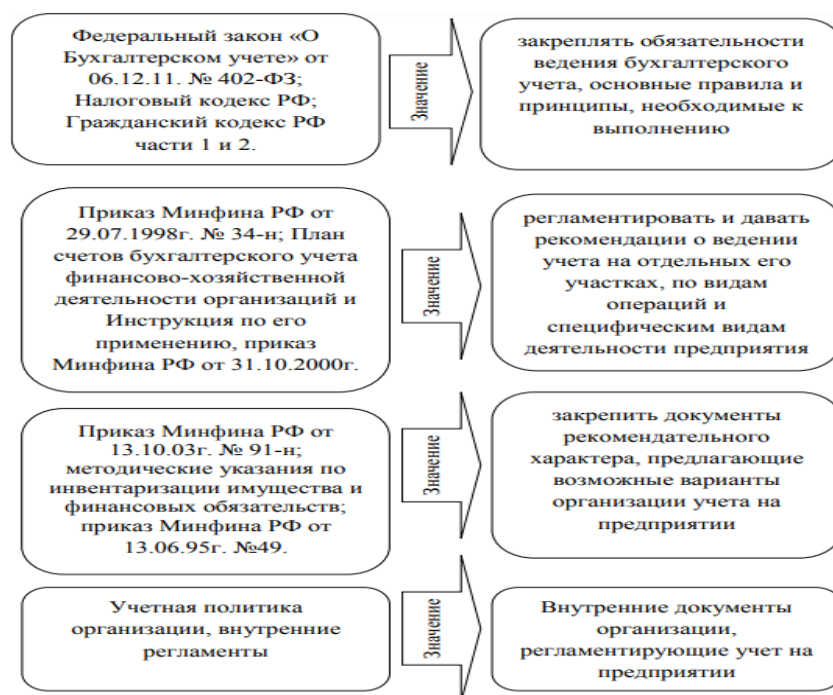 Федеральный закон «О
Бухгалтерском учете» от
06.12.11. № 402-ФЗ;
Налоговый кодекс РФ;
Гражданский кодекс РФ
части 1 и 2.
Значение
закреплять обязательности
ведения бухгалтерского
учета, основные правила и
принципы, необходимые к
выполнению
Приказ Минфина РФ от
29.07.1998г. № 34-н; План
счетов бухгалтерского учета
финансово-хозяйственной
деятельности организаций и
Инструкция по его
применению, приказ
Минфина РФ от 31.10.2000г.
Значение
регламентировать и давать
рекомендации о ведении
учета на отдельных его
участках, по видам
операций и
специфическим видам
деятельности предприятия
Приказ Минфина РФ от
13.10.03г. № 91-н;
методические указания по
инвентаризации имущества и
финансовых обязательств;
приказ Минфина РФ от
13.06.95г. №49.
Значение
закрепить документы
рекомендательного
характера, предлагающие
возможные варианты
организации учета на
предприятии
Учетная политика
организации, внутренние
регламенты
Значение
Внутренние документы
организации,
регламентирующие учет на
предприятии